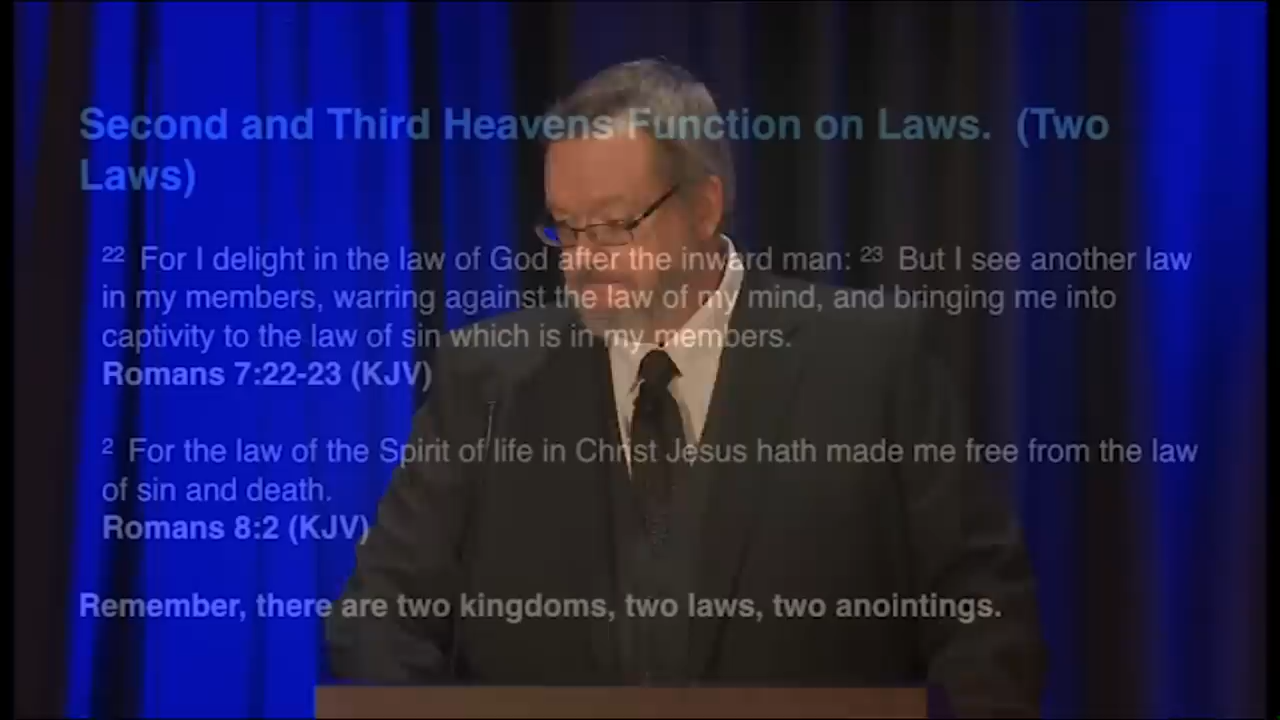 Second and Third Heavens Function on Laws. (Two
Laws)
22 For I delight in the law of God after the inward man: 23 But I see another law
in my members, warring against the law of my mind, and bringing me into
captivity to the law of sin which is in my members.
Romans 7:22-23 (KJV)
2 For the law of the Spirit of life in Christ Jesus hath made me free from the law
of sin and death.
Romans 8:2 (KJV)
Remember, there are two kingdoms, two laws, two anointings.